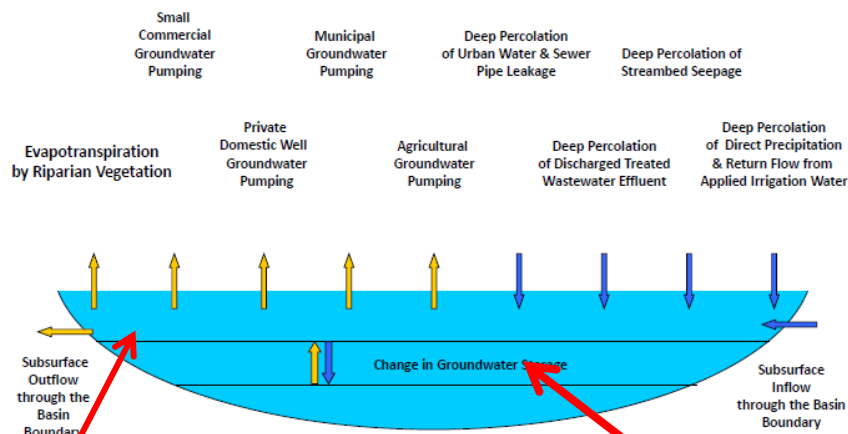 Small
Commercial
Groundwater
Pumping
Municipal
Groundwater
Pumping
Deep Percolation
of Urban Water & Sewer
Pipe Leakage
Deep Percolation of
Streambed Seepage
Evapotranspiration
by Riparian Vegetation
Private
Domestic Well
Groundwater
Pumping
Agricultural
Groundwater
Pumping
Deep Percolation
of Discharged Treated
Wastewater Effluent
Deep Percolation
of Direct Precipitation
& Return Flow from
Applied Irrigation Water
Subsurface
Outflow
through the
Basin
Boundary
Change in Groundwater Storage
Subsurface
Inflow
through the Basin
Boundary